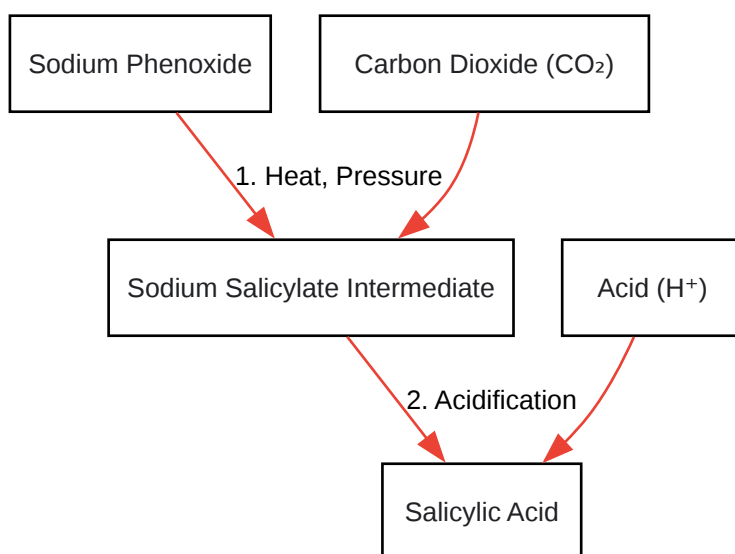 Sodium Phenoxide
Carbon Dioxide (CO₂)
1. Heat, Pressure
Sodium Salicylate Intermediate
Acid (H⁺)
2. Acidification
Salicylic Acid